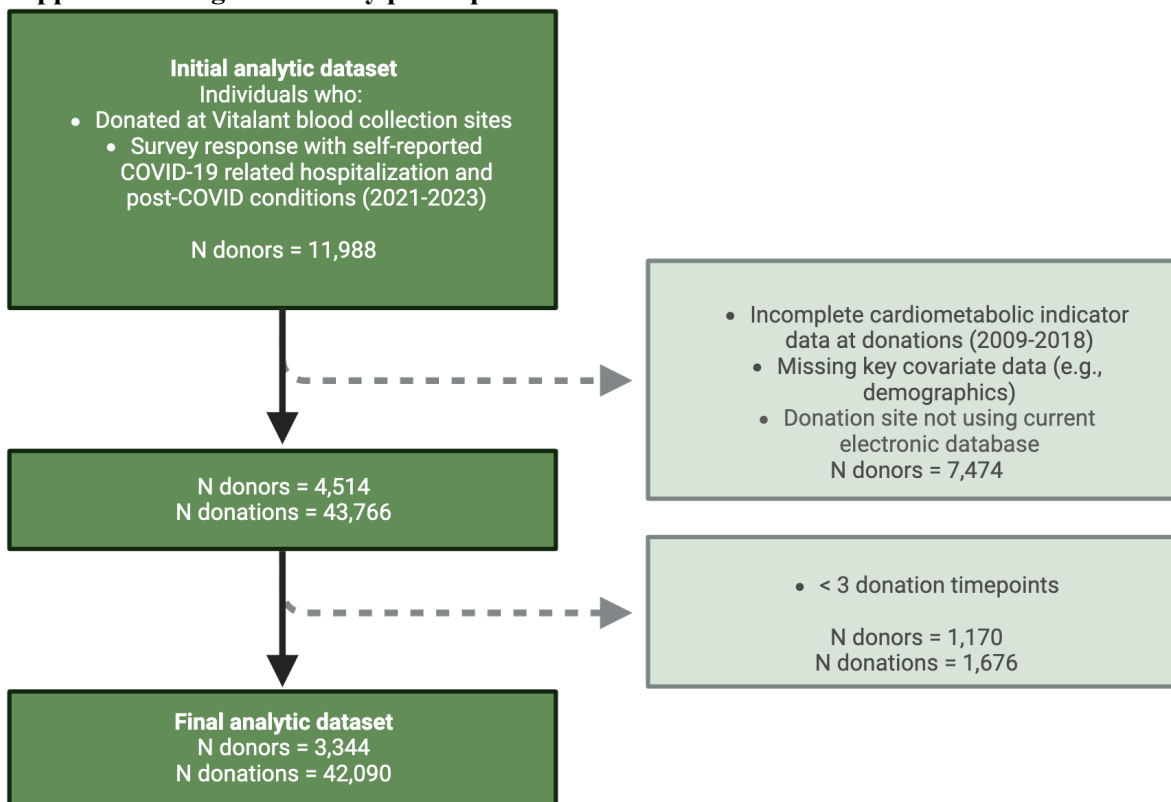 Initial analytic dataset
Individuals who:
• Donated at Vitalant blood collection sites
• Survey response with self-reported
COVID-19 related hospitalization and
post-COVID conditions (2021-2023)
N donors = 11,988
• Incomplete cardiometabolic indicator
data at donations (2009-2018)
• Missing key covariate data (e.g.,
demographics)
• Donation site not using current
electronic database
N donors = 7,474
N donors = 4,514
N donations = 43,766
• < 3 donation timepoints
N donors = 1,170
N donations = 1,676
Final analytic dataset
N donors = 3,344
N donations = 42,090